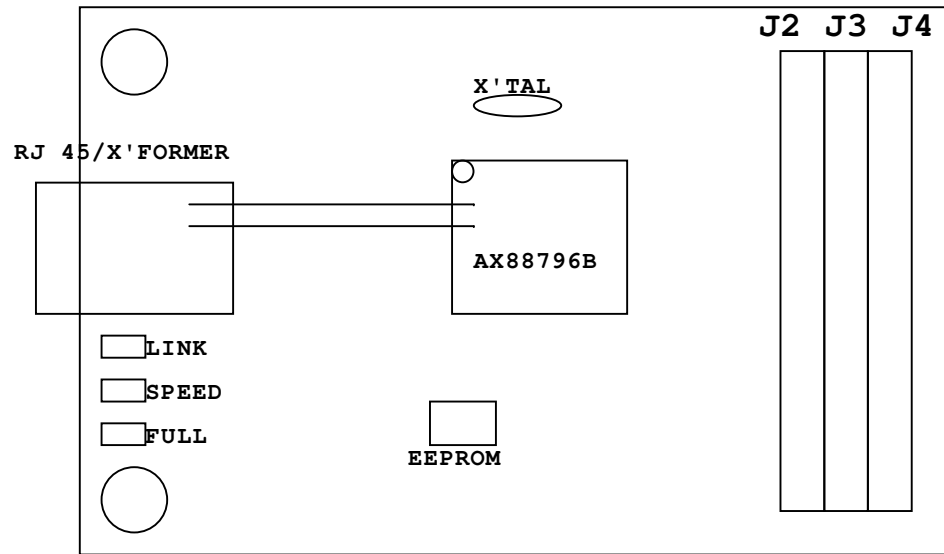 J2 J3 J4
X'TAL
RJ 45/X'FORMER
AX88796B
LINK
SPEED
FULL
EEPROM